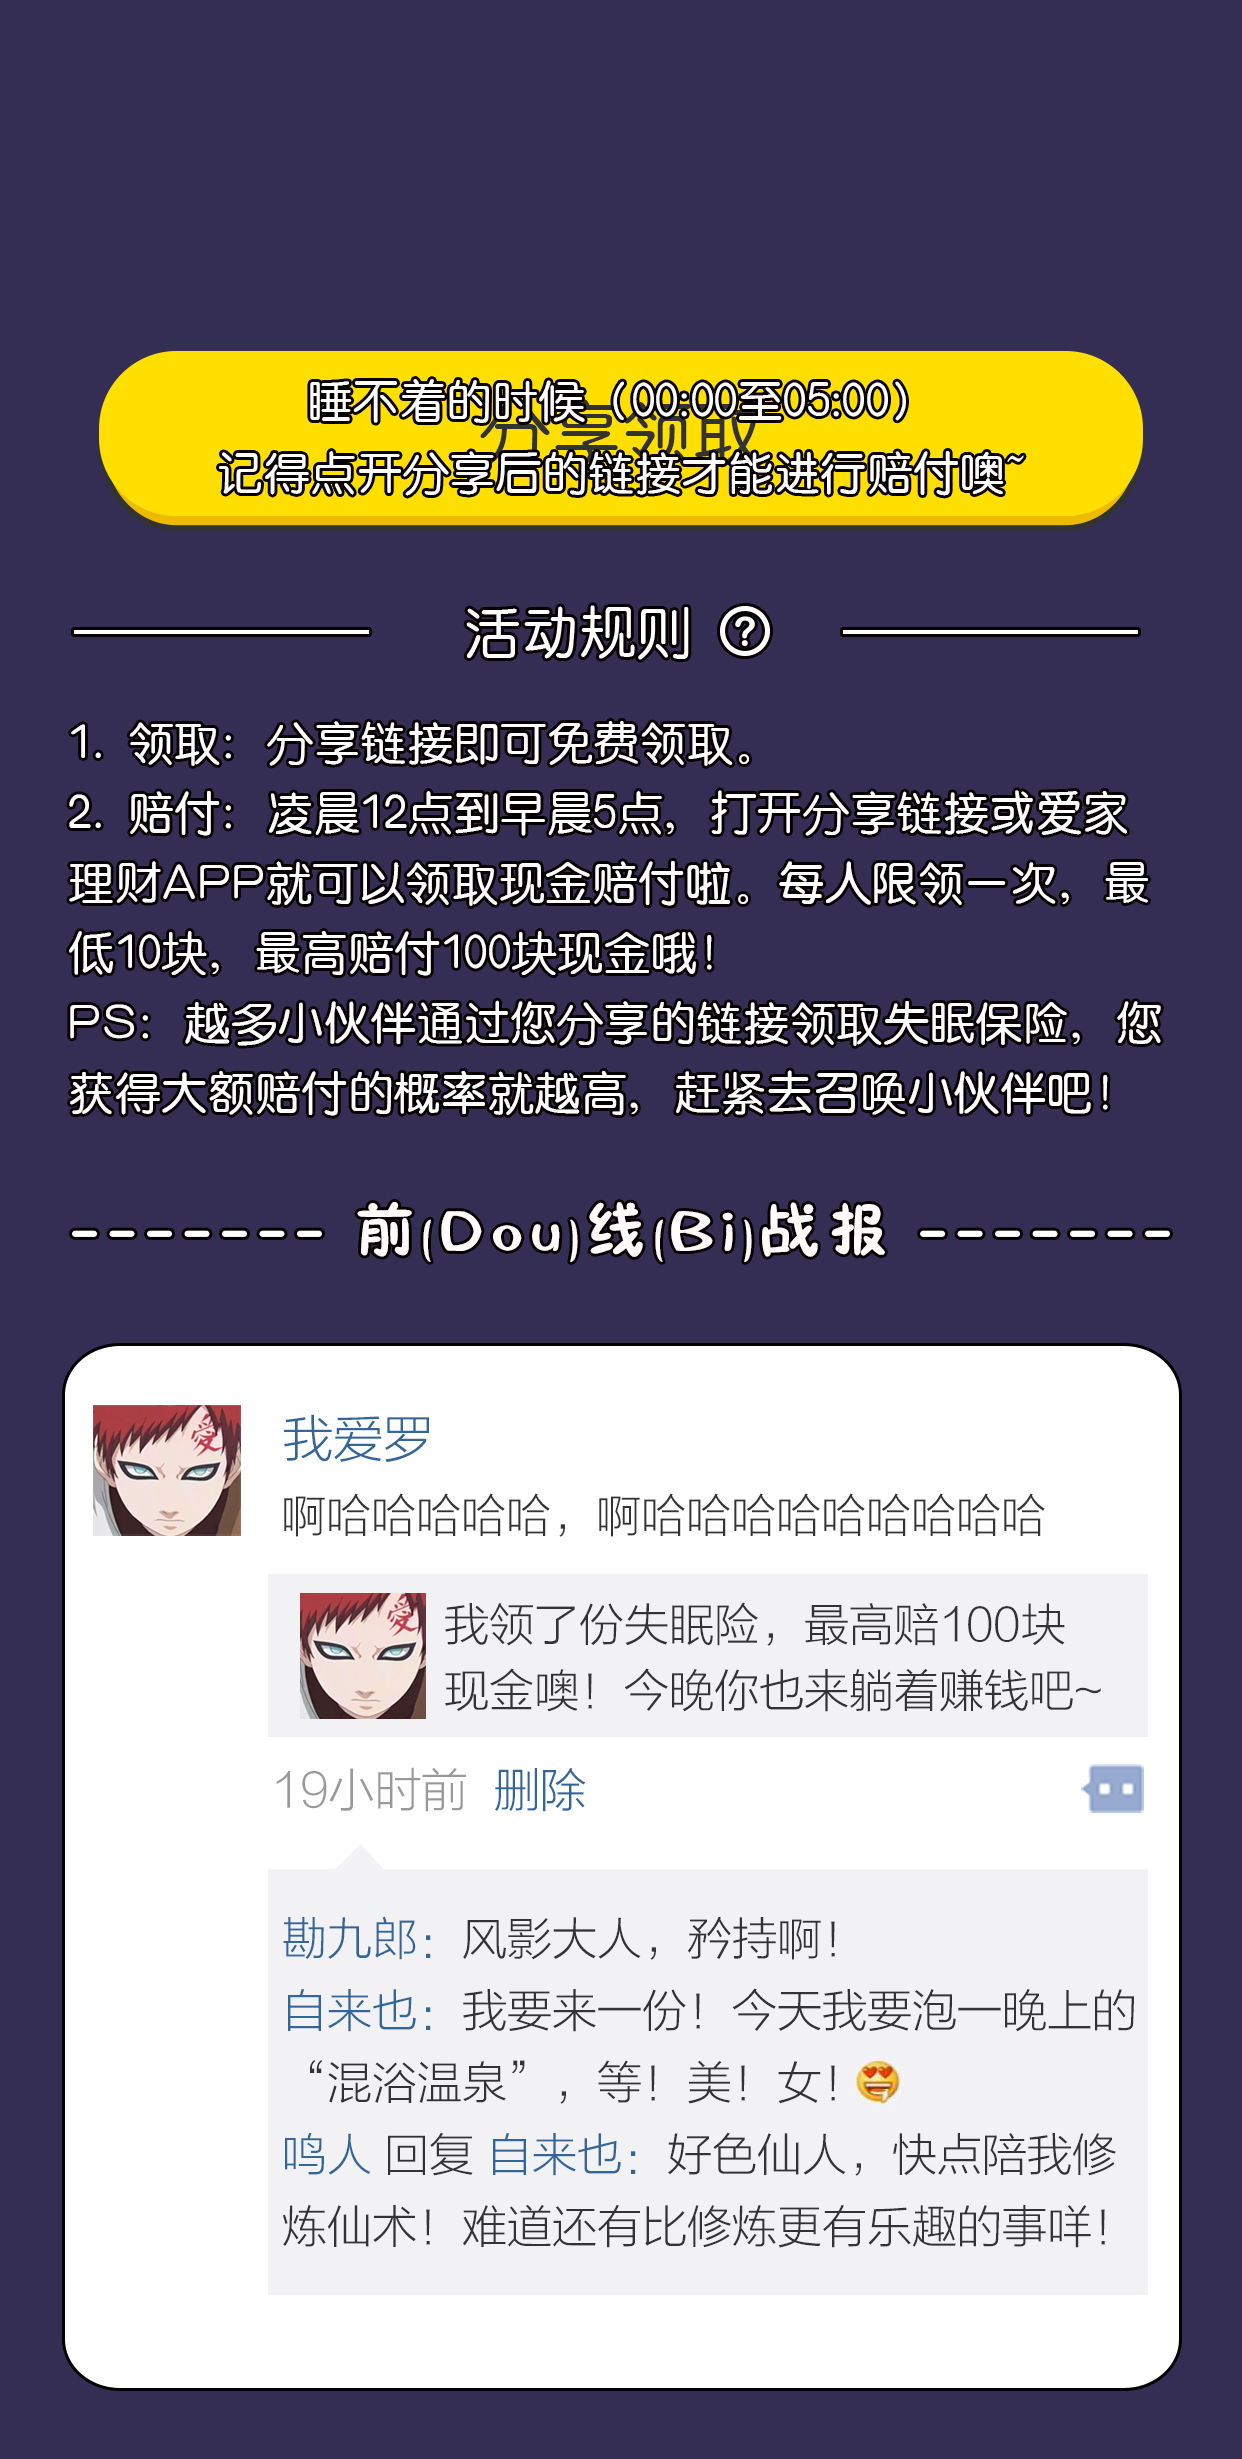 睡不着的时候（00:00至05:00）
分享领取
记得点开分享后的链接才能进行赔付噢~
活动规则 ?
1. 领取：分享链接即可免费领取。
2. 赔付：凌晨12点到早晨5点，打开分享链接或爱家
理财APP就可以领取现金赔付啦。每人限领一次，最
低10块，最高赔付100块现金哦！
PS：越多小伙伴通过您分享的链接领取失眠保险，您
获得大额赔付的概率就越高，赶紧去召唤小伙伴吧！
------- 前(Dou)线(Bi)战报 -------
爱
我爱罗
啊哈哈哈哈哈，啊哈哈哈哈哈哈哈哈哈
爱
我领了份失眠险，最高赔100块
现金噢！今晚你也来躺着赚钱吧~
19小时前 删除
勘九郎：风影大人，矜持啊！
自来也：我要来一份！今天我要泡一晚上的
“混浴温泉”，等！美！女！
鸣人 回复 自来也：好色仙人，快点陪我修
炼仙术！难道还有比修炼更有乐趣的事咩！